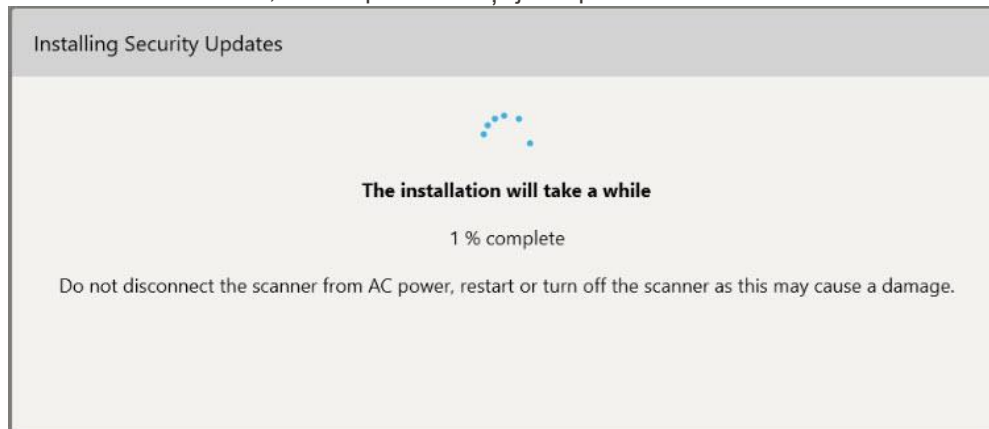 Installing Security Updates
The installation will take a while
1 % complete
Do not disconnect the scanner from AC power, restart or turn off the scanner as this may cause a damage.